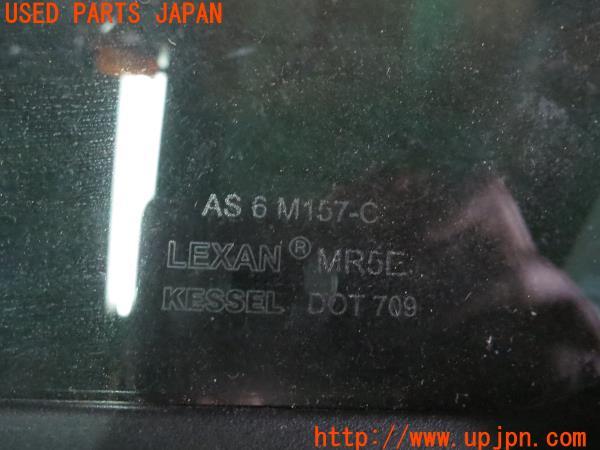 USED PARTS JAPAN
AS 6 M157-C
LEXAN® MR5E
KESSEL DOT 709
http://www.upjpn.com